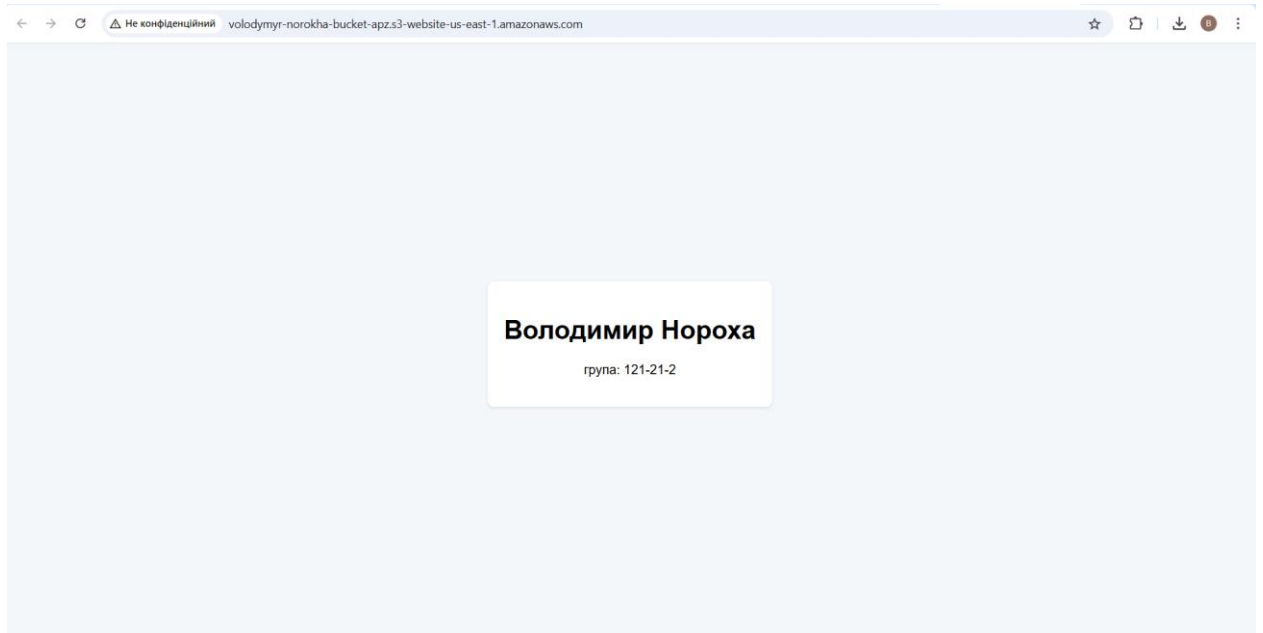 Не конфіденційний volodymyr-norokha-bucket-apz.s3-website-us-east-1.amazonaws.com
В
Володимир Нороха
група: 121-21-2